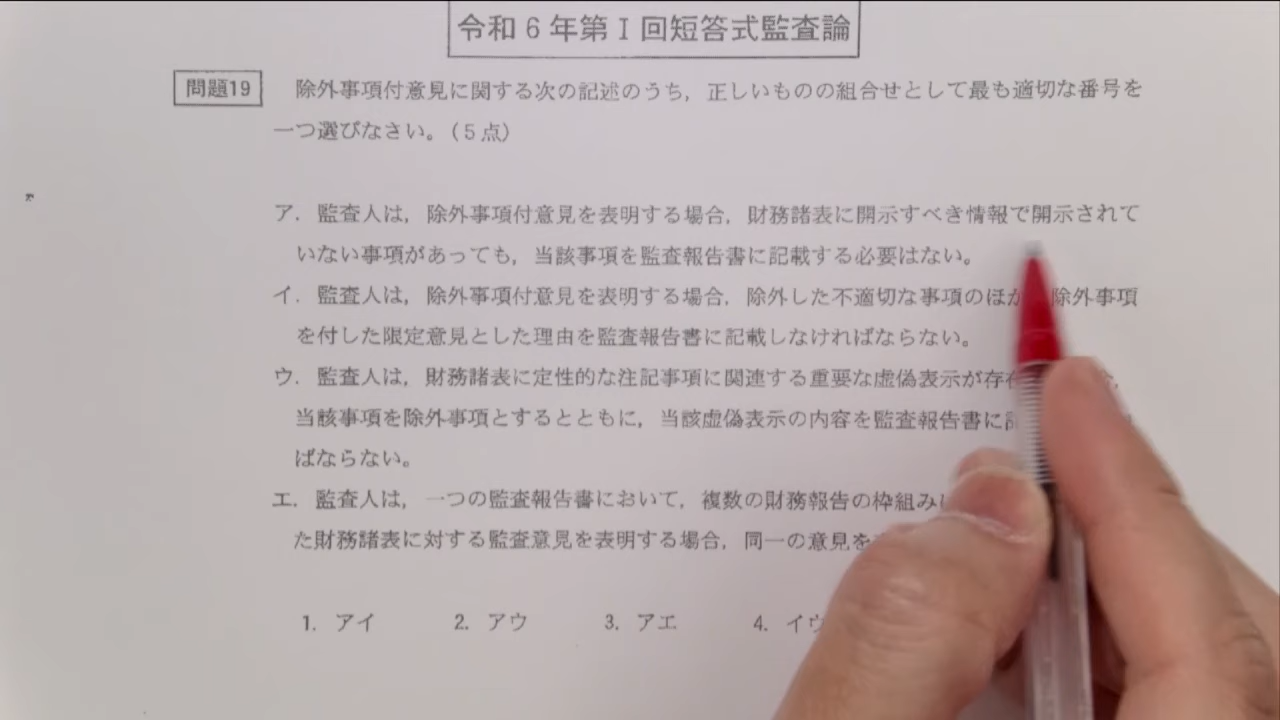 令和6年第Ⅰ回短答式監査論
問題19 除外事項付意見に関する次の記述のうち，正しいものの組合せとして最も適切な番号を
一つ選びなさい。（5点）
ア．監査人は，除外事項付意見を表明する場合，財務諸表に開示すべき情報で開示されて
いない事項があっても，当該事項を監査報告書に記載する必要はない。
イ．監査人は，除外事項付意見を表明する場合，除外した不適切な事項のほか 除外事項
を付した限定意見とした理由を監査報告書に記載しなければならない。
ウ．監査人は，財務諸表に定性的な注記事項に関連する重要な虚偽表示が存
当該事項を除外事項とするとともに，当該虚偽表示の内容を監査報告書に
ばならない。
エ．監査人は，一つの監査報告書において，複数の財務報告の枠組み
た財務諸表に対する監査意見を表明する場合，同一の意見を
1. アイ 2. アウ 3. アエ 4. イウ